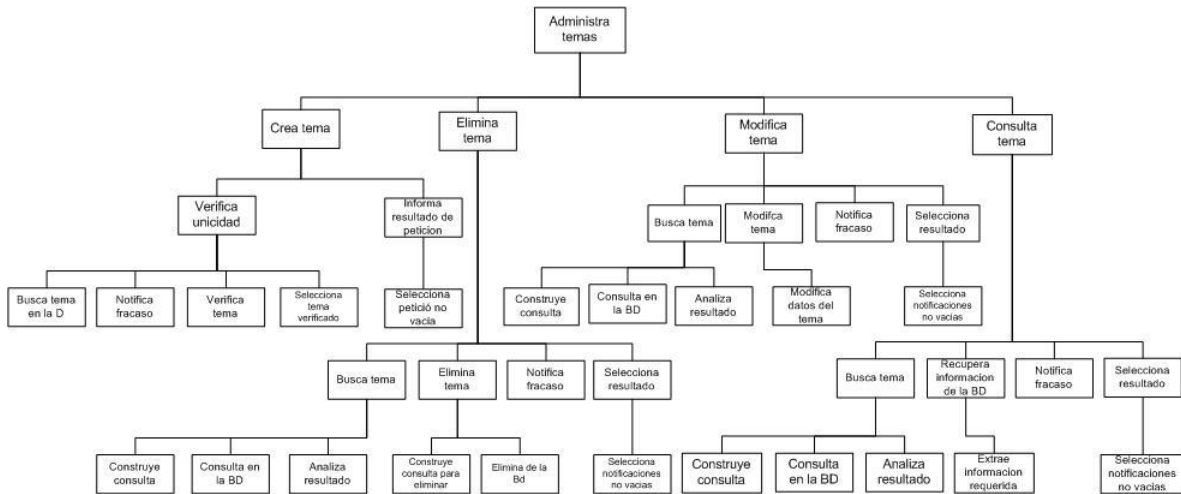 Administra
temas
Crea tema
Elimina
tema
Modifica
tema
Consulta
tema
Verifica
unicidad
Informa
resultado de
peticion
Busca tema
Modifca
tema
Notifica
fracaso
Selecciona
resultado
Busca tema
en la D
Notifica
fracaso
Verifica
tema
Selecciona
tema
verificado
Selecciona
petició no
vacia
Construye
consulta
Consulta en
la BD
Analiza
resultado
Modifica
datos del
tema
Selecciona
notificaciones
no vacias
Busca tema
Elimina
tema
Notifica
fracaso
Selecciona
resultado
Busca tema
Recupera
informacion
de la BD
Notifica
fracaso
Selecciona
resultado
Construye
consulta
Consulta en
la BD
Analiza
resultado
Construye
consulta para
eliminar
Elimina de la
Bd
Selecciona
notificaciones
no vacias
Construye
consulta
Consulta
en la BD
Analiza
resultado
Extrae
informacion
requerida
Selecciona
notificaciones
no vacias